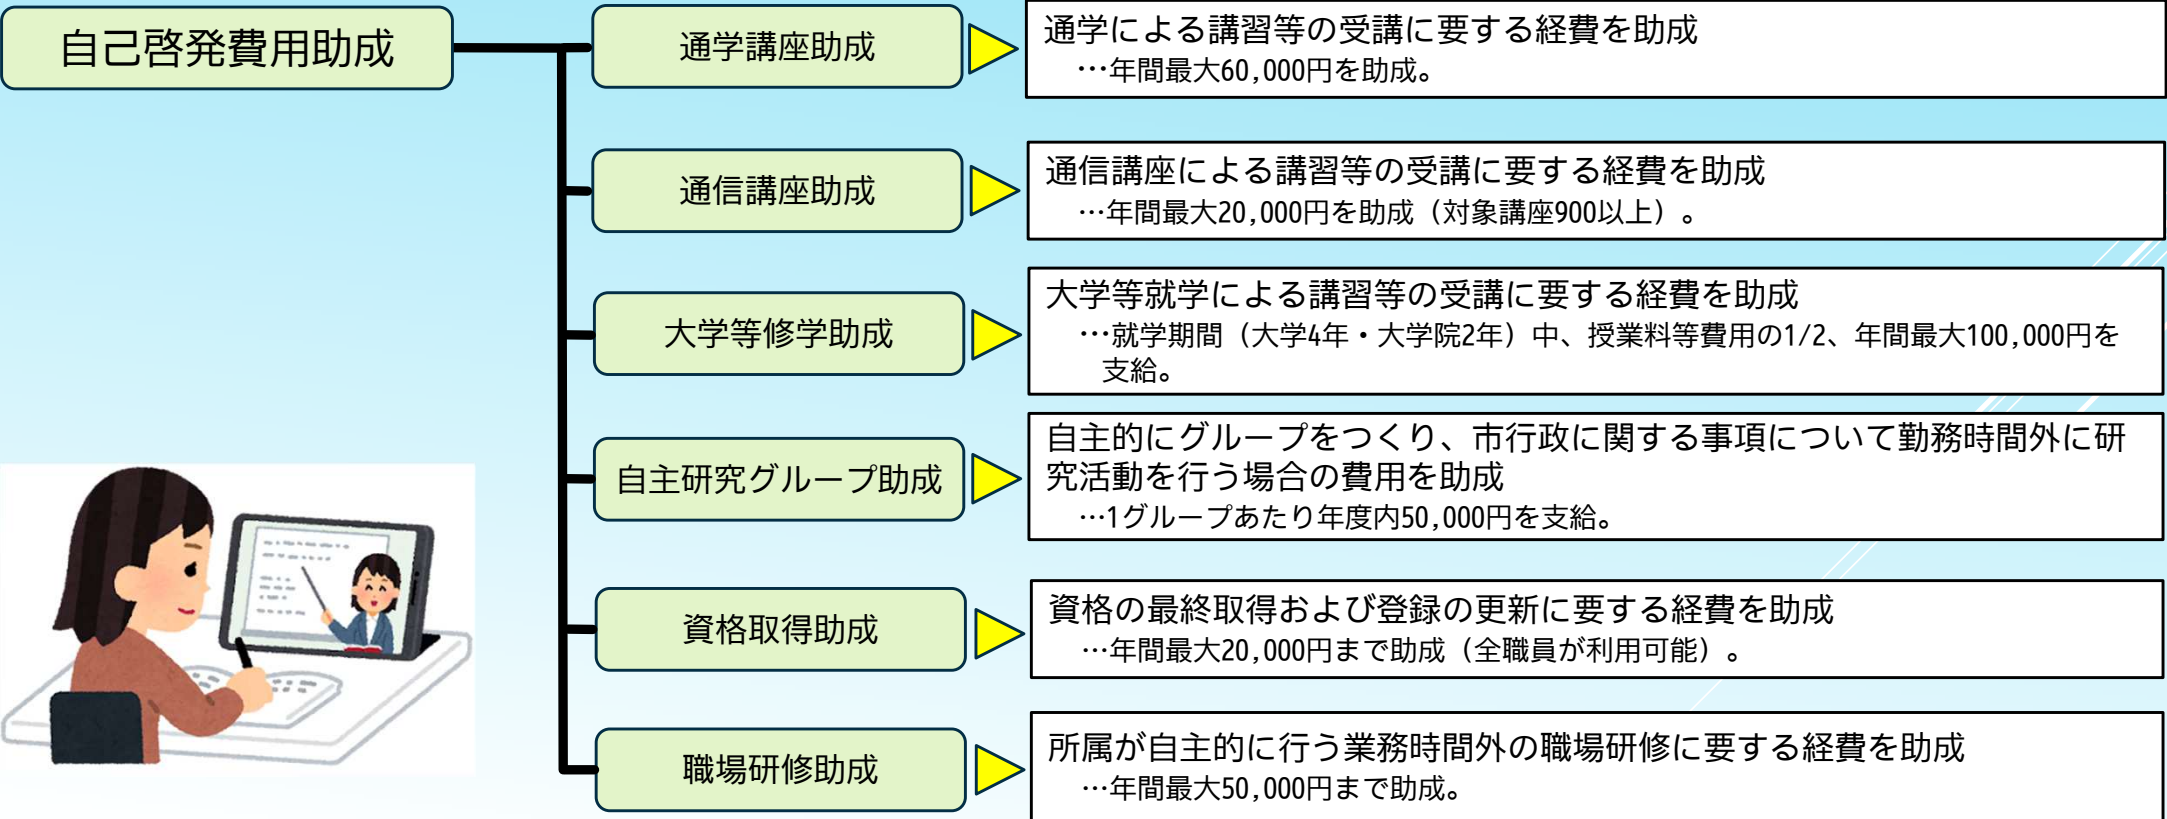 自己啓発費用助成
通学講座助成
通学による講習等の受講に要する経費を助成
…年間最大60,000円を助成。
通信講座助成
通信講座による講習等の受講に要する経費を助成
…年間最大20,000円を助成（対象講座900以上）。
大学等修学助成
大学等就学による講習等の受講に要する経費を助成
…就学期間（大学4年・大学院2年）中、授業料等費用の1/2、年間最大100,000円を
支給。
自主研究グループ助成
自主的にグループをつくり、市行政に関する事項について勤務時間外に研
究活動を行う場合の費用を助成
…1グループあたり年度内50,000円を支給。
資格取得助成
資格の最終取得および登録の更新に要する経費を助成
…年間最大20,000円まで助成（全職員が利用可能）。
職場研修助成
所属が自主的に行う業務時間外の職場研修に要する経費を助成
…年間最大50,000円まで助成。